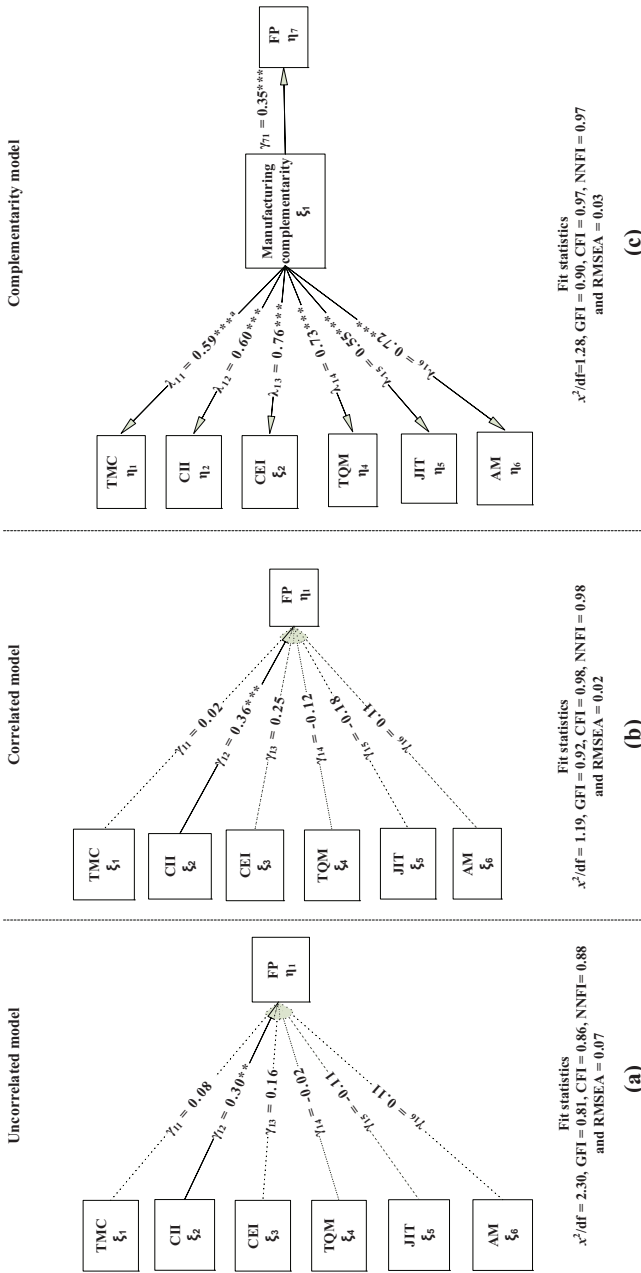 Uncorrelated model
TMC
ξ1
CII
ξ2
CEI
ξ3
TQM
ξ4
JIT
ξ5
AM
ξ6
γ11 = 0.08
γ12 = 0.30**
γ13 = 0.16
γ14 = -0.02
γ15 = -0.11
γ16 = 0.11
FP
η1
Fit statistics
x²/df = 2.30, GFI = 0.81, CFI = 0.86, NNFI = 0.88
and RMSEA = 0.07
(a)
Correlated model
TMC
ξ1
CII
ξ2
CEI
ξ3
TQM
ξ4
JIT
ξ5
AM
ξ6
γ11 = 0.02
γ12 = 0.36***
γ13 = 0.25
γ14 = -0.12
γ15 = -0.18
γ16 = 0.11
FP
η1
Fit statistics
x²/df = 1.19, GFI = 0.92, CFI = 0.98, NNFI = 0.98
and RMSEA = 0.02
(b)
Complementarity model
TMC
η1
CII
η2
CEI
ξ2
TQM
η4
JIT
η5
AM
η6
λ11 = 0.59***ᵃ
λ12 = 0.60***
λ13 = 0.76***
λ14 = 0.73***
λ15 = 0.55***
λ16 = 0.72***
Manufacturing
complementarity
ξ1
γ71 = 0.35***
FP
η7
Fit statistics
x²/df=1.28, GFI = 0.90, CFI = 0.97, NNFI = 0.97
and RMSEA = 0.03
(c)